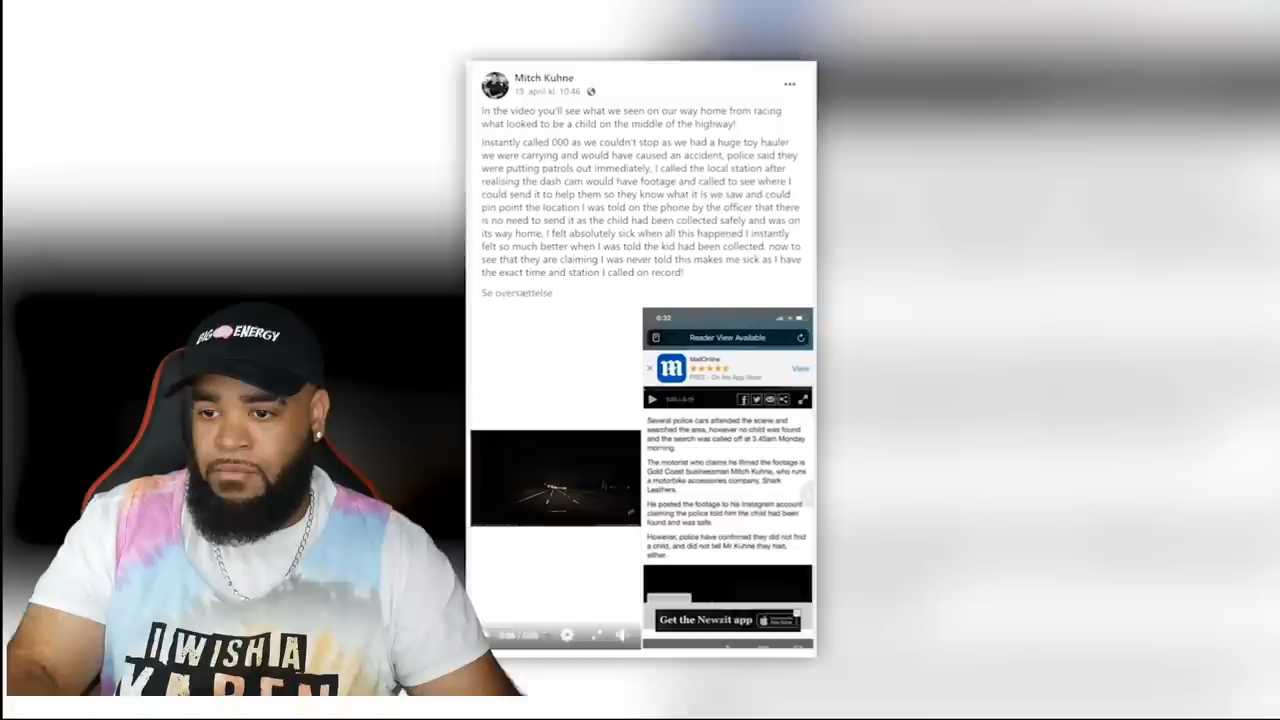 Mitch Kuhne
19. april kl. 10.46
In the video you'll see what we seen on our way home from racing
what looked to be a child on the middle of the highway!
Instantly called 000 as we couldn't stop as we had a huge toy hauler
we were carrying and would have caused an accident, police said they
were putting patrols out immediately, I called the local station after
realising the dash cam would have footage and called to see where I
could send it to help them so they know what it is we saw and could
pin point the location I was told on the phone by the officer that there
is no need to send it as the child had been collected safely and was on
its way home, I felt absolutely sick when all this happened I instantly
felt so much better when I was told the kid had been collected. now to
see that they are claiming I was never told this makes me sick as I have
the exact time and station I called on record!
Se oversættelse
6:32
Reader View Available
MailOnline
FREE - On the App Store
View
Several police cars attended the scene and
searched the area, however no child was found
and the search was called off at 3.45am Monday
morning.
The motorist who claims he filmed the footage is
Gold Coast businessman Mitch Kuhne, who runs
a motorbike accessories company, Shark
Leathers.
He posted the footage to his Instagram account
claiming the police told him the child had been
found and was safe.
However, police have confirmed they did not find
a child, and did not tell Mr Kuhne they had,
either.
Get the Newzit app
BIG ENERGY
I WISH A
KAREN